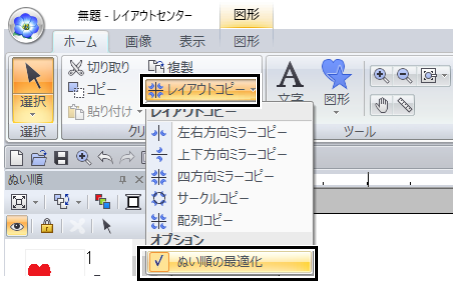 無題 - レイアウトセンター
図形
ホーム 画像 表示 図形
切り取り 複製
コピー レイアウトコピー
貼り付け
選択
文字 図形
選択
ツール
レイアウトコピー
左右方向ミラーコピー
上下方向ミラーコピー
四方向ミラーコピー
サークルコピー
配列コピー
オプション
ぬい順の最適化
ぬい順
1